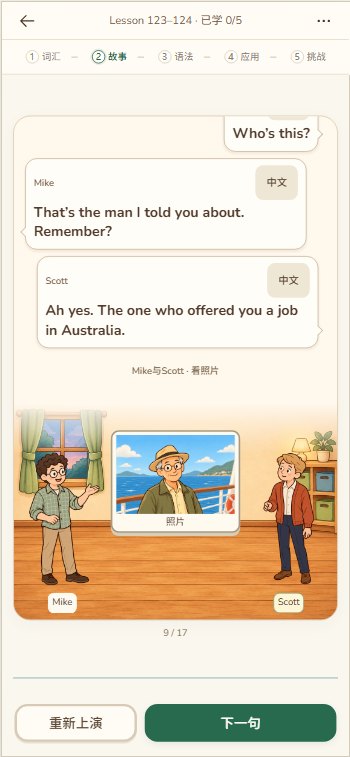 Lesson 123–124 · 已学 0/5
1 词汇 – 2 故事 – 3 语法 – 4 应用 – 5 挑战
Who's this?
Mike
中文
That's the man I told you about.
Remember?
Scott
中文
Ah yes. The one who offered you a job
in Australia.
Mike与Scott · 看照片
照片
Mike
Scott
9 / 17
重新上演
下一句